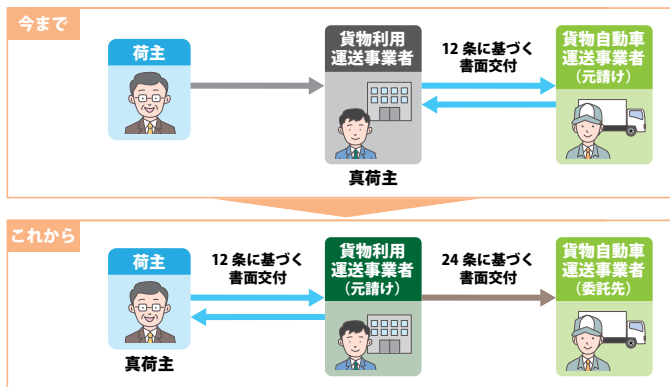 今まで
荷主
貨物利用
運送事業者
真荷主
12 条に基づく
書面交付
貨物自動車
運送事業者
(元請け)
これから
荷主
真荷主
12 条に基づく
書面交付
貨物利用
運送事業者
(元請け)
24 条に基づく
書面交付
貨物自動車
運送事業者
(委託先)